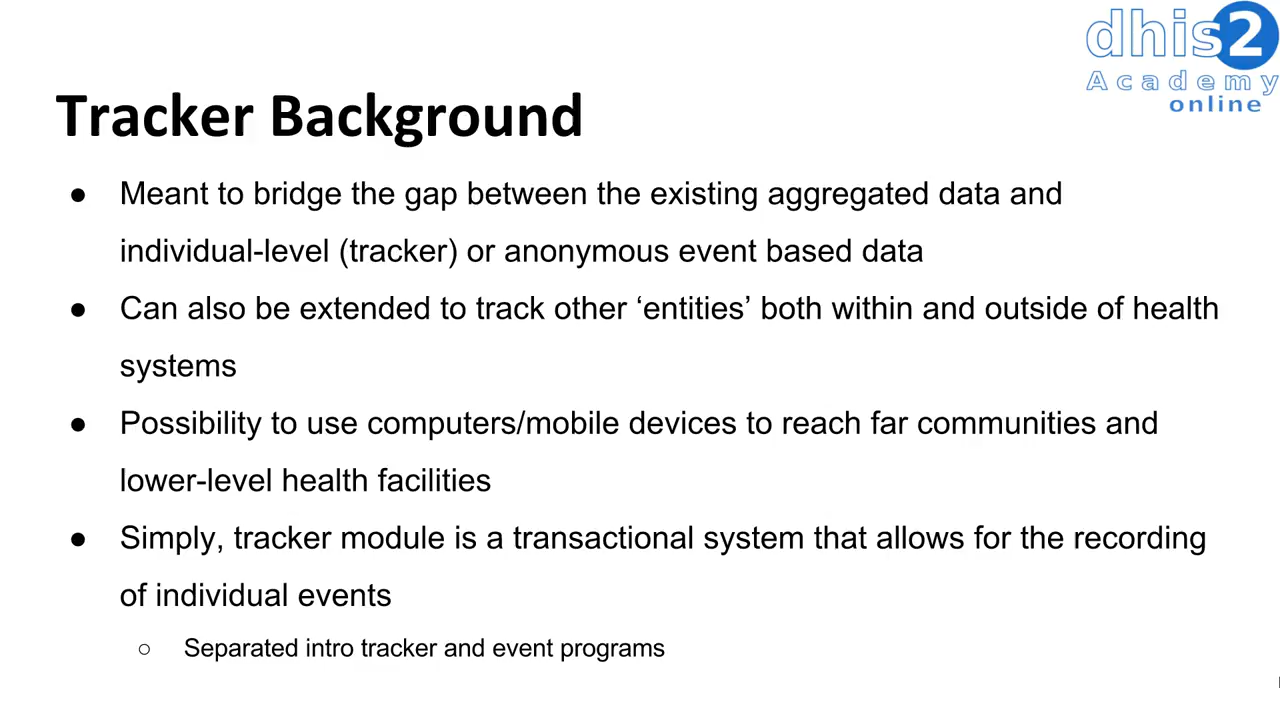 dhis2
Academy
online
Tracker Background
● Meant to bridge the gap between the existing aggregated data and
individual-level (tracker) or anonymous event based data
● Can also be extended to track other ‘entities’ both within and outside of health
systems
● Possibility to use computers/mobile devices to reach far communities and
lower-level health facilities
● Simply, tracker module is a transactional system that allows for the recording
of individual events
○ Separated intro tracker and event programs